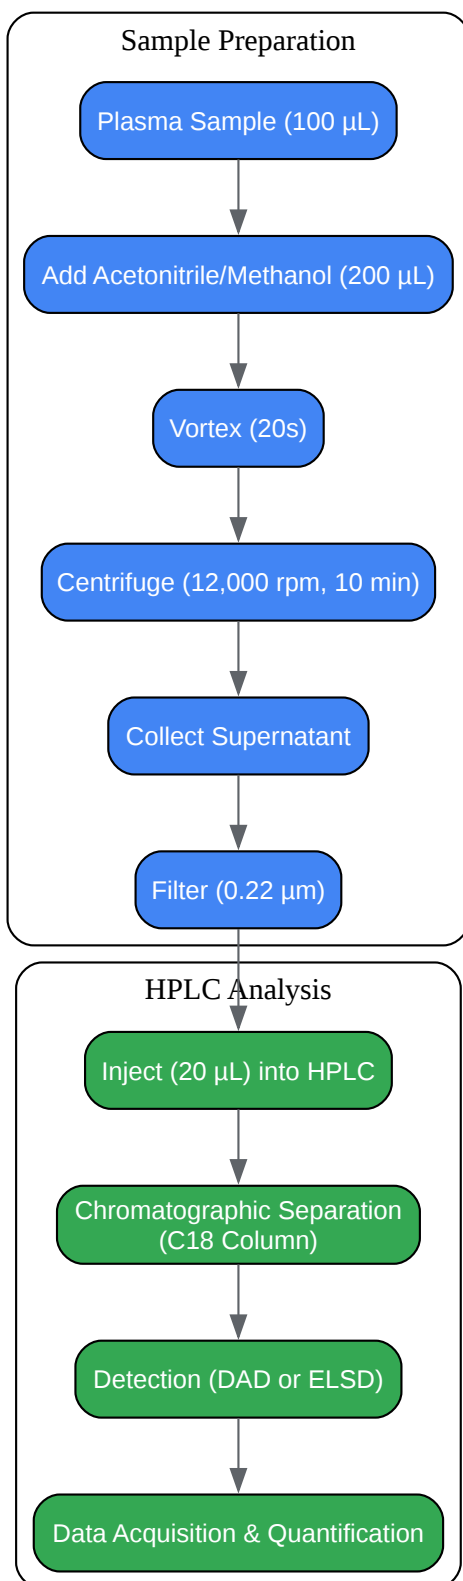 Sample Preparation
Plasma Sample (100 µL)
Add Acetonitrile/Methanol (200 µL)
Vortex (20s)
Centrifuge (12,000 rpm, 10 min)
Collect Supernatant
Filter (0.22 µm)
HPLC Analysis
Inject (20 µL) into HPLC
Chromatographic Separation
(C18 Column)
Detection (DAD or ELSD)
Data Acquisition & Quantification